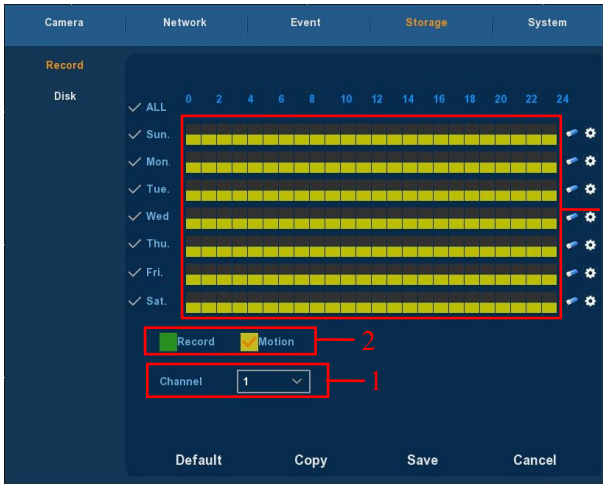 Camera Network Event Storage System
Record
Disk
0 2 4 6 8 10 12 14 16 18 20 22 24
ALL
Sun.
Mon.
Tue.
Wed
Thu.
Fri.
Sat.
Record Motion 2
Channel 1 1
Default Copy Save Cancel